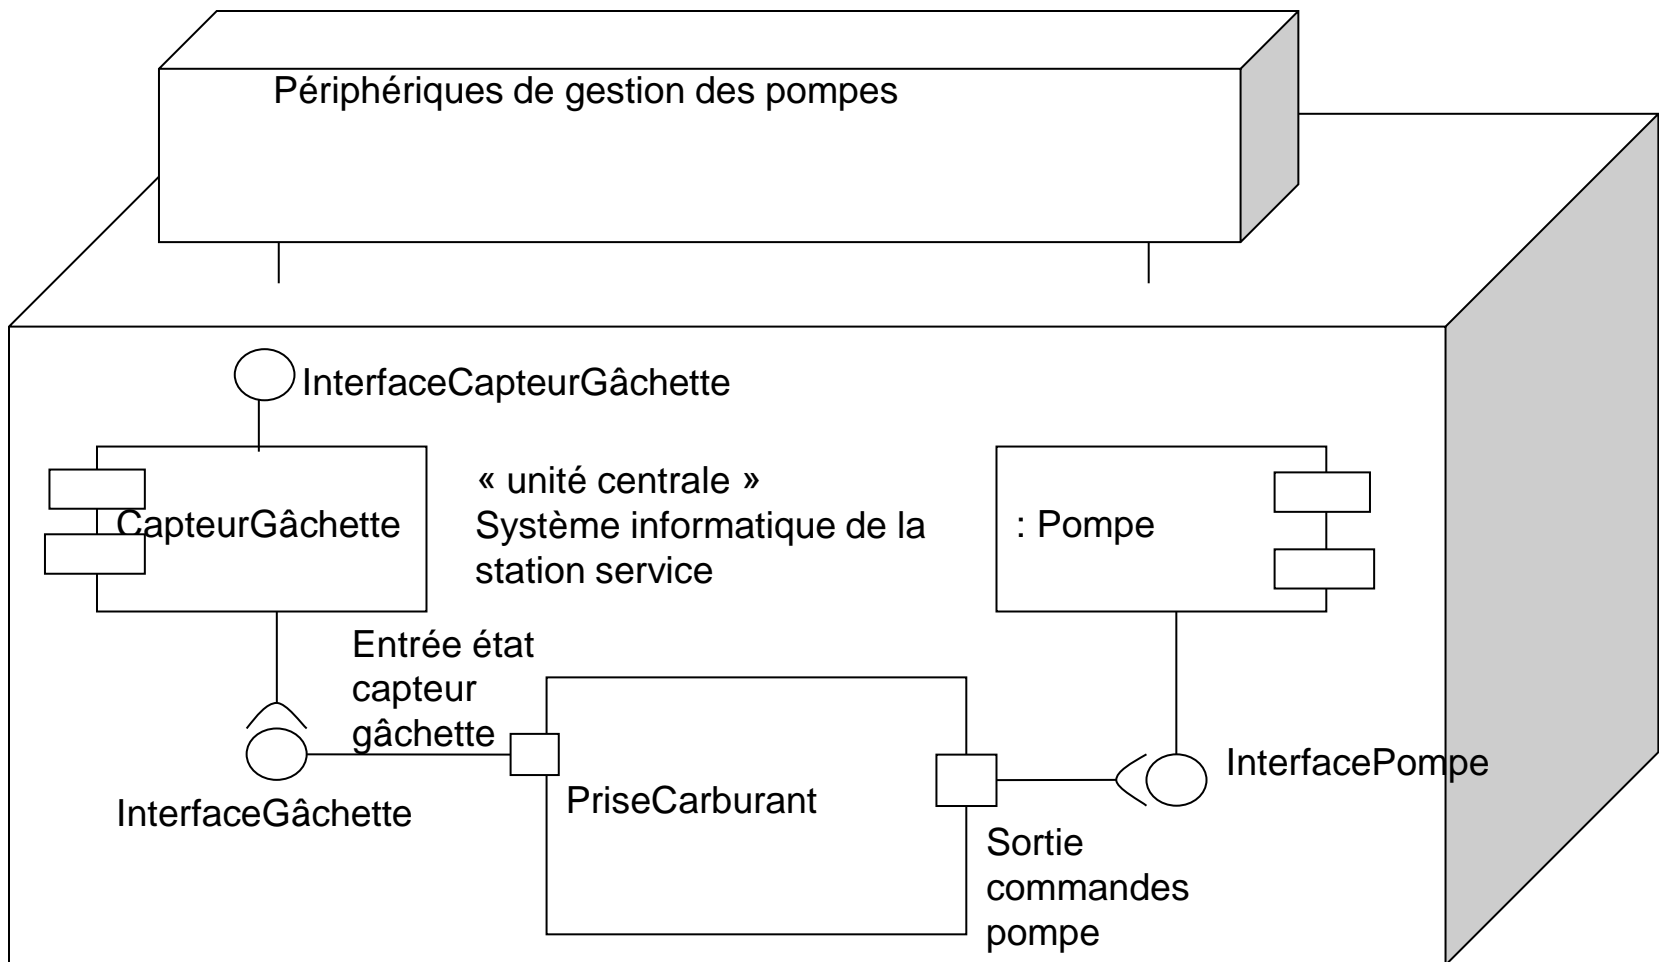 Périphériques de gestion des pompes
InterfaceCapteurGâchette
« unité centrale »
Système informatique de la
station service
CapteurGâchette
: Pompe
Entrée état
capteur
gâchette
InterfaceGâchette
PriseCarburant
InterfacePompe
Sortie
commandes
pompe